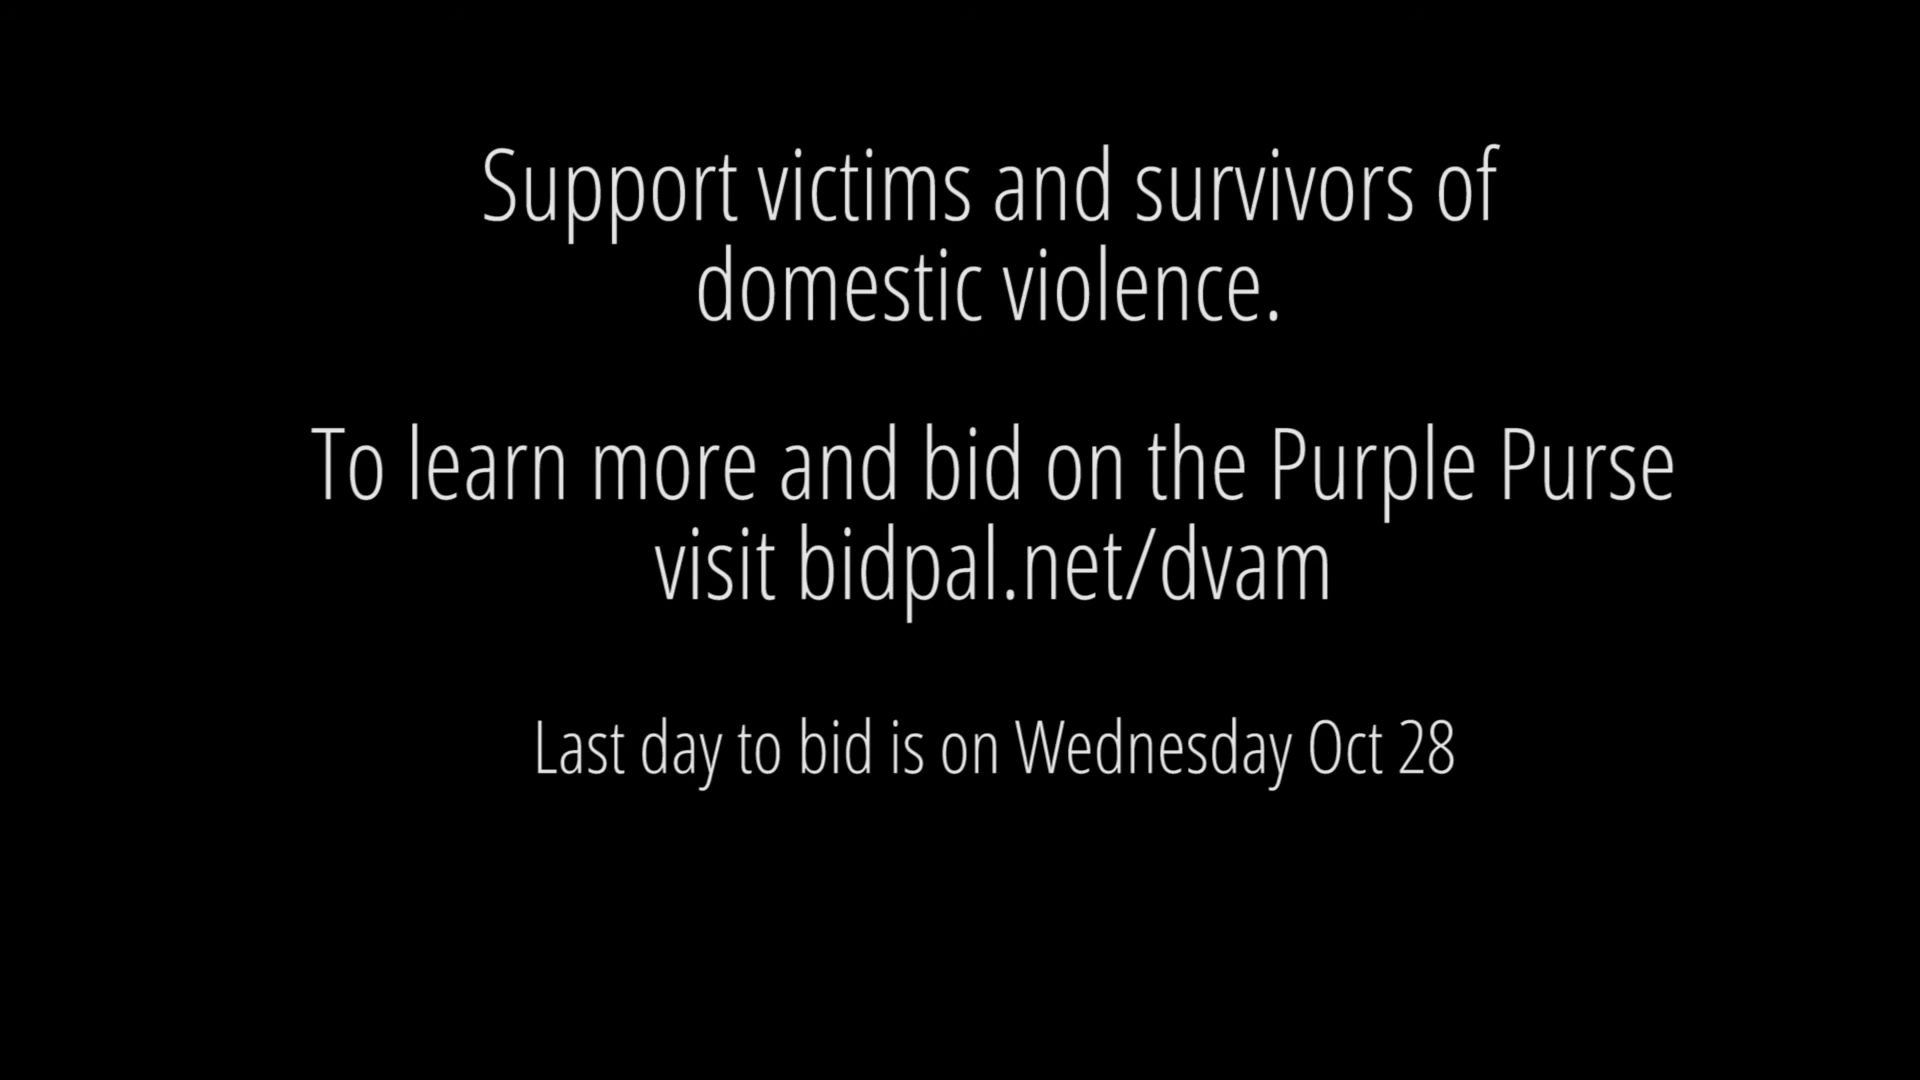 Support victims and survivors of
domestic violence.
To learn more and bid on the Purple Purse
visit bidpal.net/dvam
Last day to bid is on Wednesday Oct 28